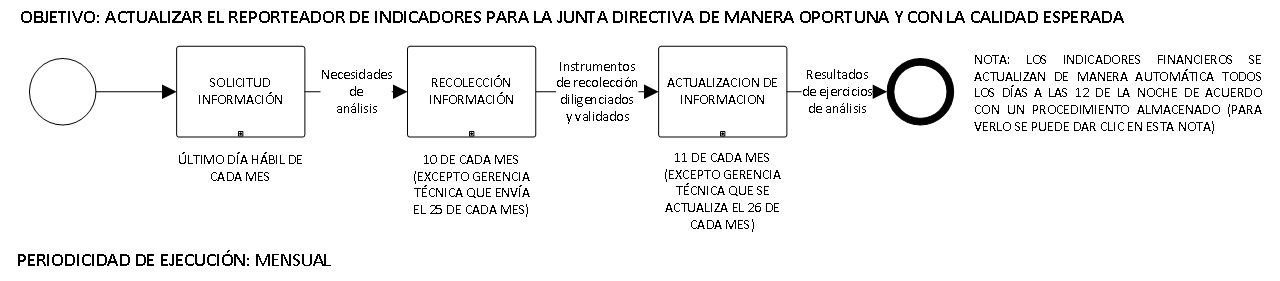 OBJETIVO: ACTUALIZAR EL REPORTEADOR DE INDICADORES PARA LA JUNTA DIRECTIVA DE MANERA OPORTUNA Y CON LA CALIDAD ESPERADA
SOLICITUD
INFORMACIÓN
ÚLTIMO DÍA HÁBIL DE
CADA MES
Necesidades
de
análisis
RECOLECCIÓN
INFORMACIÓN
10 DE CADA MES
(EXCEPTO GERENCIA
TÉCNICA QUE ENVÍA
EL 25 DE CADA MES)
Instrumentos
de recolección
diligenciados
y validados
ACTUALIZACION DE
INFORMACION
11 DE CADA MES
(EXCEPTO GERENCIA
TÉCNICA QUE SE
ACTUALIZA EL 26 DE
CADA MES)
Resultados
de ejercicios
de análisis
NOTA: LOS INDICADORES FINANCIEROS SE
ACTUALIZAN DE MANERA AUTOMÁTICA TODOS
LOS DÍAS A LAS 12 DE LA NOCHE DE ACUERDO
CON UN PROCEDIMIENTO ALMACENADO (PARA
VERLO SE PUEDE DAR CLIC EN ESTA NOTA)
PERIODICIDAD DE EJECUCIÓN: MENSUAL